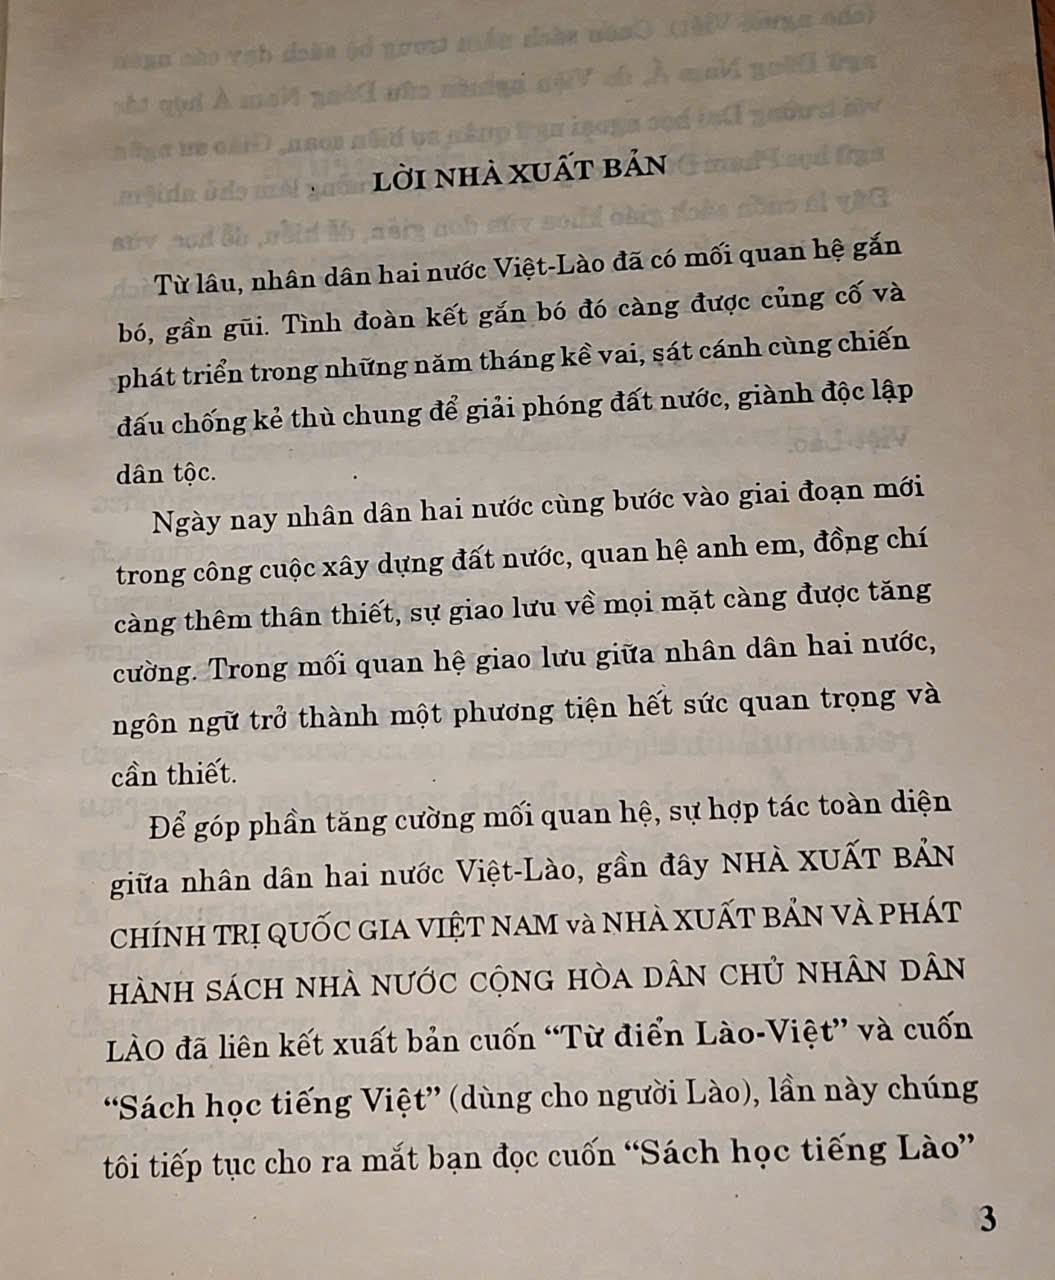 LỜI NHÀ XUẤT BẢN
Từ lâu, nhân dân hai nước Việt-Lào đã có mối quan hệ gắn
bó, gần gũi. Tình đoàn kết gắn bó đó càng được củng cố và
phát triển trong những năm tháng kề vai, sát cánh cùng chiến
đấu chống kẻ thù chung để giải phóng đất nước, giành độc lập
dân tộc.
Ngày nay nhân dân hai nước cùng bước vào giai đoạn mới
trong công cuộc xây dựng đất nước, quan hệ anh em, đồng chí
càng thêm thân thiết, sự giao lưu về mọi mặt càng được tăng
cường. Trong mối quan hệ giao lưu giữa nhân dân hai nước,
ngôn ngữ trở thành một phương tiện hết sức quan trọng và
cần thiết.
Để góp phần tăng cường mối quan hệ, sự hợp tác toàn diện
giữa nhân dân hai nước Việt-Lào, gần đây NHÀ XUẤT BẢN
CHÍNH TRỊ QUỐC GIA VIỆT NAM và NHÀ XUẤT BẢN VÀ PHÁT
HÀNH SÁCH NHÀ NƯỚC CỘNG HÒA DÂN CHỦ NHÂN DÂN
LÀO đã liên kết xuất bản cuốn “Từ điển Lào-Việt” và cuốn
“Sách học tiếng Việt” (dùng cho người Lào), lần này chúng
tôi tiếp tục cho ra mắt bạn đọc cuốn “Sách học tiếng Lào”
3